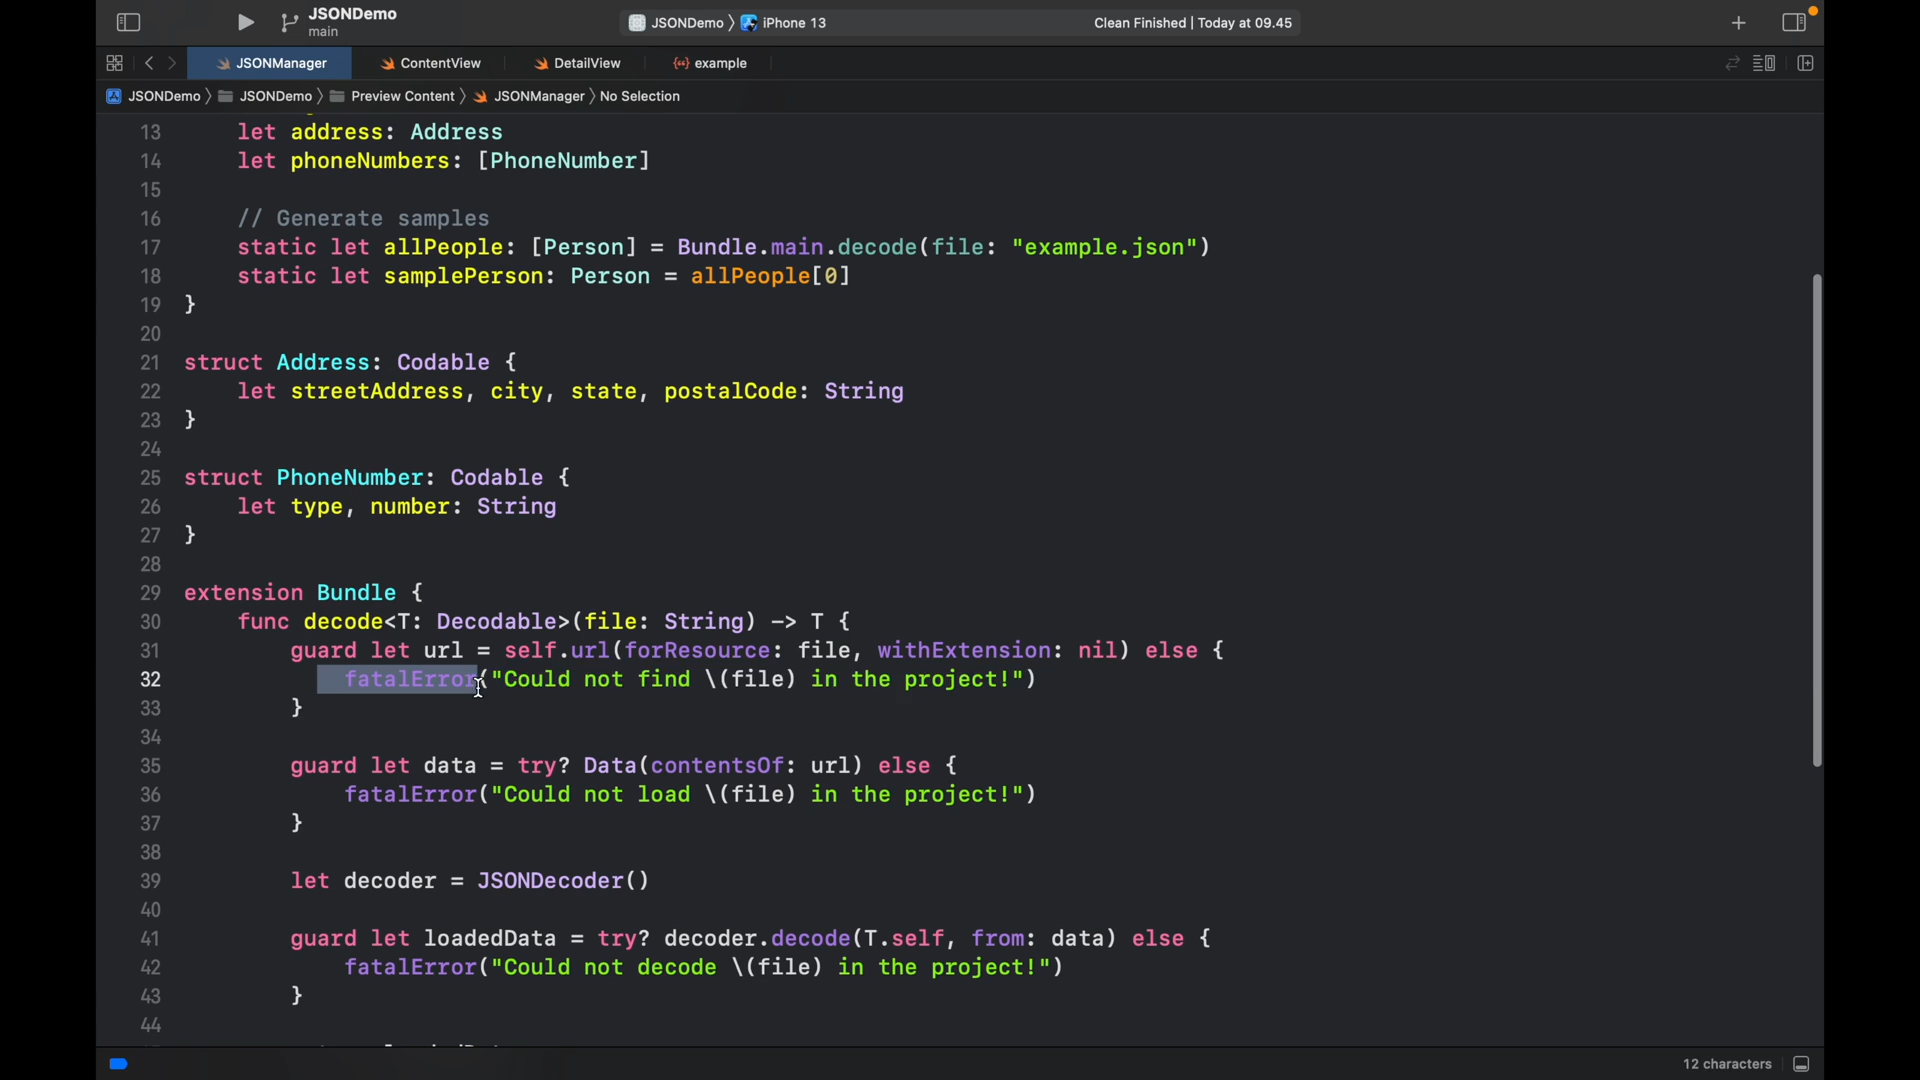 JSONDemo
main
JSONDemo 〉 iPhone 13
Clean Finished | Today at 09.45
JSONManager
ContentView
DetailView
example
JSONDemo 〉 JSONDemo 〉 Preview Content 〉 JSONManager 〉 No Selection
13 let address: Address
14 let phoneNumbers: [PhoneNumber]
15
16 // Generate samples
17 static let allPeople: [Person] = Bundle.main.decode(file: "example.json")
18 static let samplePerson: Person = allPeople[0]
19 }
20
21 struct Address: Codable {
22 let streetAddress, city, state, postalCode: String
23 }
24
25 struct PhoneNumber: Codable {
26 let type, number: String
27 }
28
29 extension Bundle {
30 func decode<T: Decodable>(file: String) -> T {
31 guard let url = self.url(forResource: file, withExtension: nil) else {
32 fatalError("Could not find \(file) in the project!")
33 }
34
35 guard let data = try? Data(contentsOf: url) else {
36 fatalError("Could not load \(file) in the project!")
37 }
38
39 let decoder = JSONDecoder()
40
41 guard let loadedData = try? decoder.decode(T.self, from: data) else {
42 fatalError("Could not decode \(file) in the project!")
43 }
44
12 characters